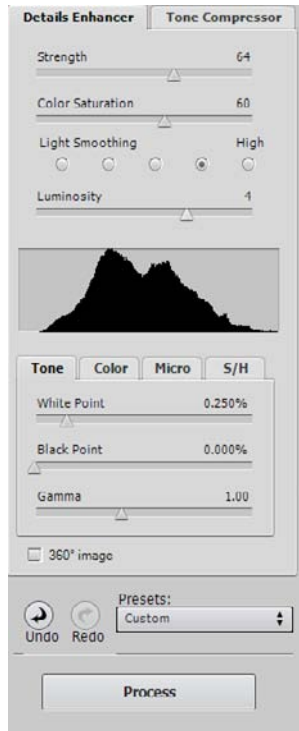 Details Enhancer Tone Compressor
Strength 64
Color Saturation 60
Light Smoothing High
Luminosity 4
Tone Color Micro S/H
White Point 0.250%
Black Point 0.000%
Gamma 1.00
360° image
Presets:
Custom
Undo Redo
Process